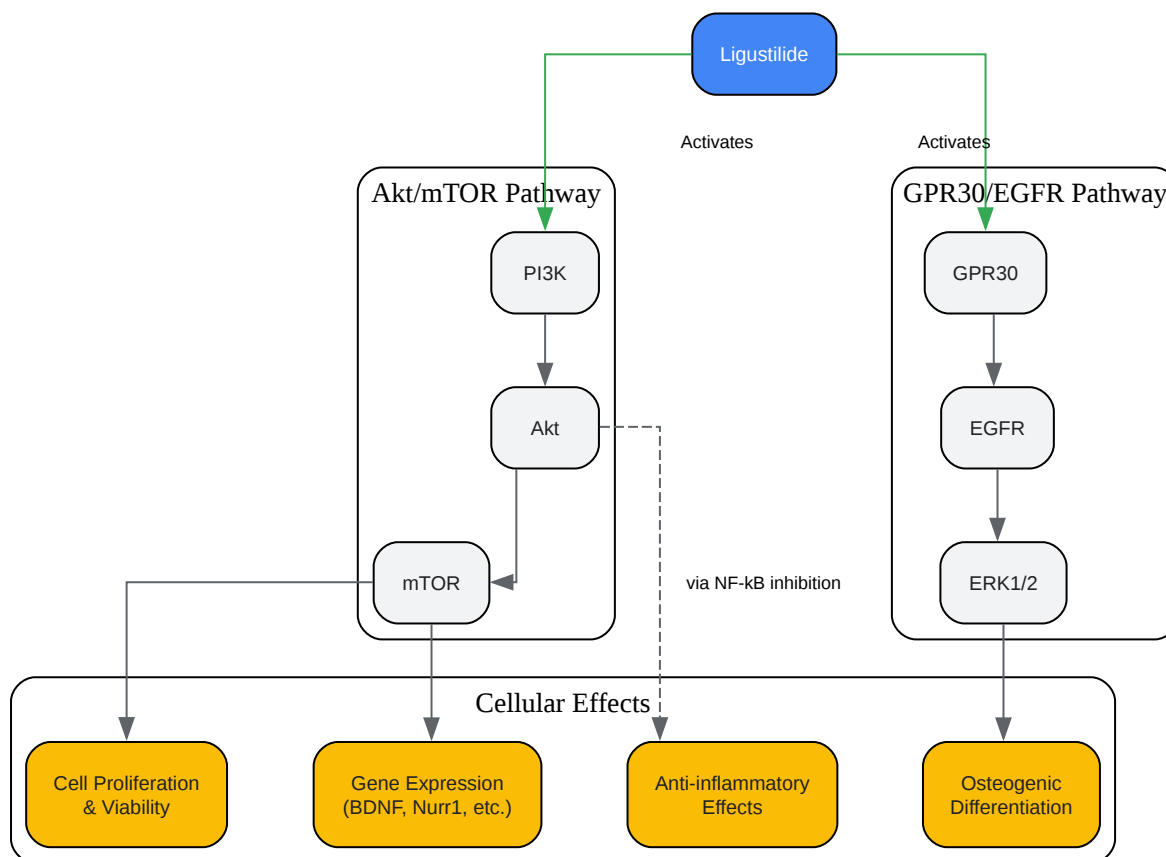 Ligustilide
Activates
Activates
Akt/mTOR Pathway
GPR30/EGFR Pathway
PI3K
GPR30
Akt
EGFR
mTOR
via NF-kB inhibition
ERK1/2
Cellular Effects
Cell Proliferation
& Viability
Gene Expression
(BDNF, Nurr1, etc.)
Anti-inflammatory
Effects
Osteogenic
Differentiation